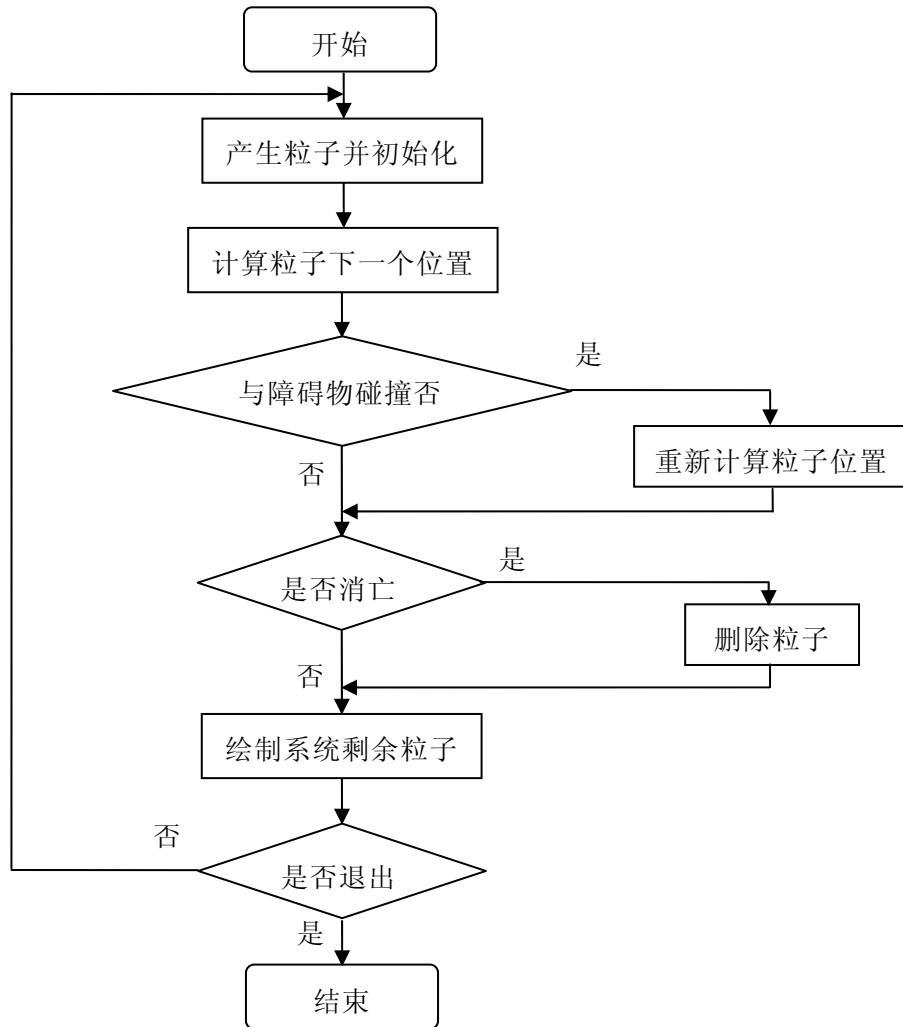 开始
产生粒子并初始化
计算粒子下一个位置
是
与障碍物碰撞否
重新计算粒子位置
否
是
是否消亡
删除粒子
否
绘制系统剩余粒子
否
是否退出
是
结束